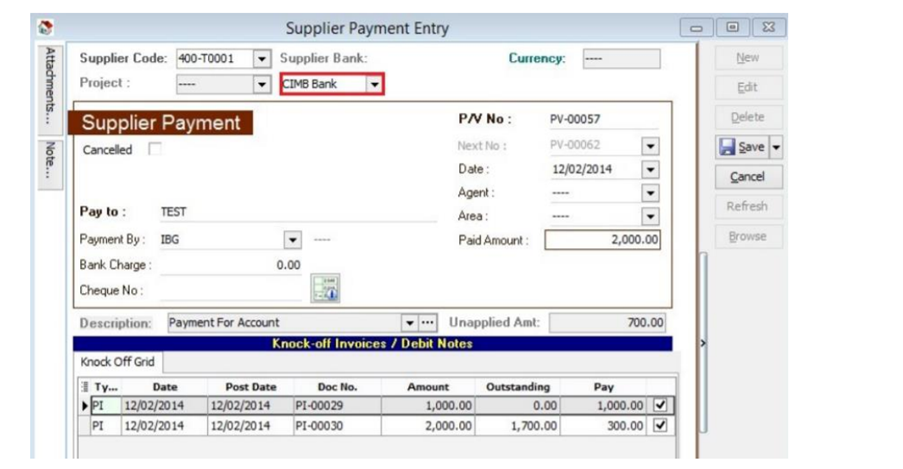 Supplier Payment Entry
Attachments...
Note...
Supplier Code: 400-T0001 Supplier Bank: Currency: ----
Project : ---- CIMB Bank
Supplier Payment
Cancelled
P/V No : PV-00057
Next No : PV-00062
Date : 12/02/2014
Agent : ----
Area : ----
Pay to : TEST
Payment By : IBG ----
Paid Amount : 2,000.00
Bank Charge : 0.00
Cheque No :
Description: Payment For Account ... Unapplied Amt: 700.00
Knock-off Invoices / Debit Notes
Knock Off Grid
Ty... Date Post Date Doc No. Amount Outstanding Pay
PI 12/02/2014 12/02/2014 PI-00029 1,000.00 0.00 1,000.00
PI 12/02/2014 12/02/2014 PI-00030 2,000.00 1,700.00 300.00
New
Edit
Delete
Save
Cancel
Refresh
Browse